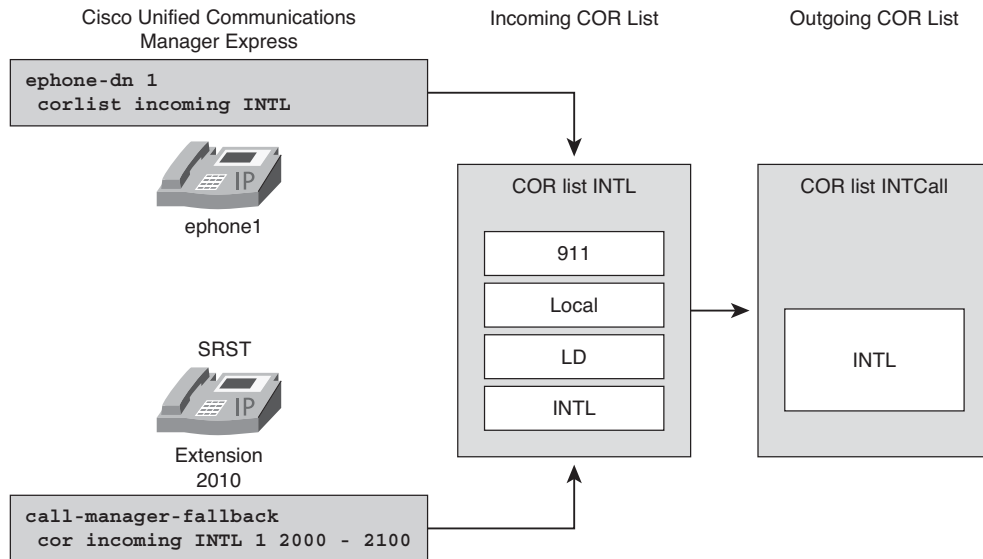 Cisco Unified Communications
Manager Express
Incoming COR List
Outgoing COR List
ephone-dn 1
corlist incoming INTL
IP
ephone1
COR list INTL
911
Local
LD
INTL
COR list INTCall
INTL
SRST
IP
Extension
2010
call-manager-fallback
cor incoming INTL 1 2000 - 2100